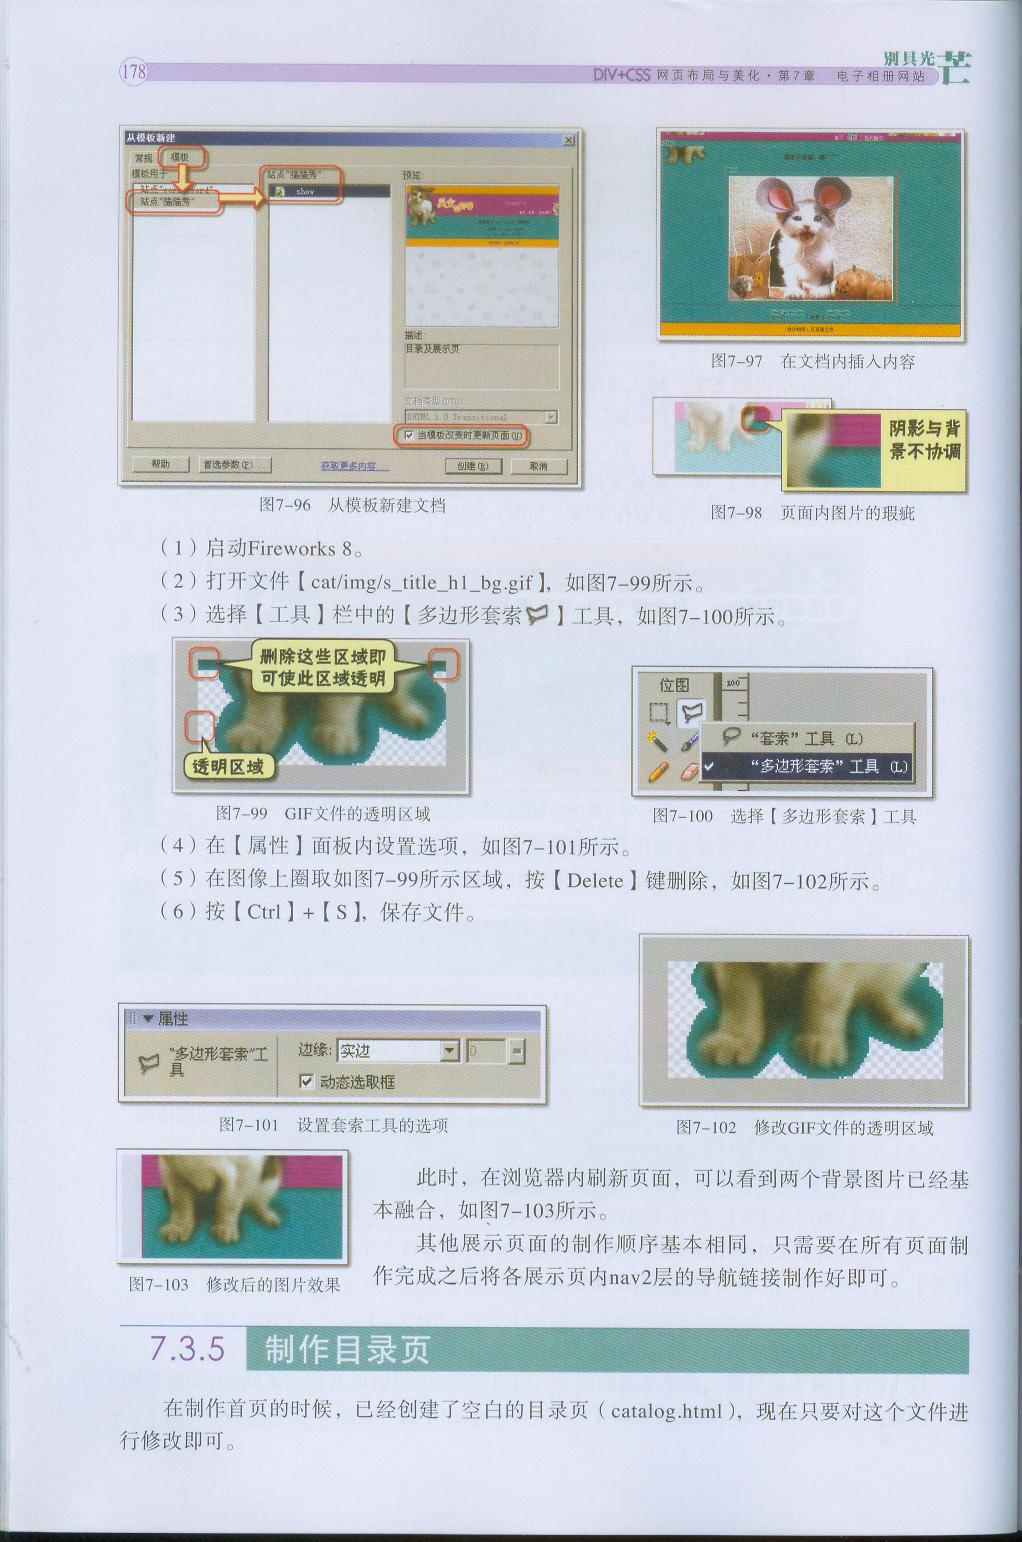 178
DIV+CSS 网页布局与美化·第7章 电子相册网站
别具光芒
从模板新建
常规 模板
模板用于
站点“猫猫秀”
站点“猫猫秀”:
show
预览:
描述:
目录及展示页
文档类型(DTD):
XHTML 1.0 Transitional
当模板改变时更新页面(U)
帮助 首选参数(P)... 获取更多内容... 创建(R) 取消
图7-96 从模板新建文档
图7-97 在文档内插入内容
阴影与背
景不协调
图7-98 页面内图片的瑕疵
(1)启动Fireworks 8。
(2)打开文件【cat/img/s_title_h1_bg.gif】,如图7-99所示。
(3)选择【工具】栏中的【多边形套索】工具,如图7-100所示。
删除这些区域即
可使此区域透明
透明区域
图7-99 GIF文件的透明区域
位图
100
“套索”工具 (L)
“多边形套索”工具 (L)
图7-100 选择【多边形套索】工具
(4)在【属性】面板内设置选项,如图7-101所示。
(5)在图像上圈取如图7-99所示区域,按【Delete】键删除,如图7-102所示。
(6)按【Ctrl】+【S】,保存文件。
属性
“多边形套索”工
具
边缘: 实边 0
动态选取框
图7-101 设置套索工具的选项
图7-102 修改GIF文件的透明区域
图7-103 修改后的图片效果
此时,在浏览器内刷新页面,可以看到两个背景图片已经基
本融合,如图7-103所示。
其他展示页面的制作顺序基本相同,只需要在所有页面制
作完成之后将各展示页内nav2层的导航链接制作好即可。
7.3.5 制作目录页
在制作首页的时候,已经创建了空白的目录页(catalog.html),现在只要对这个文件进
行修改即可。